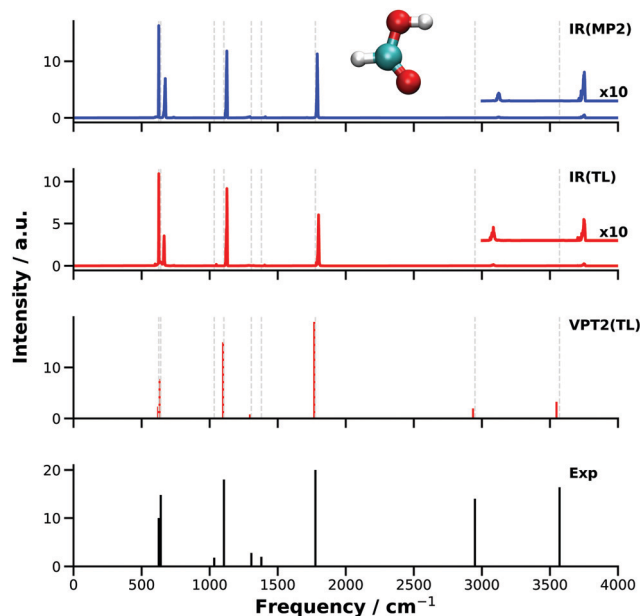 IR(MP2)
10
x10
0
IR(TL)
10
5
x10
0
VPT2(TL)
10
0
Exp
20
10
0
0 500 1000 1500 2000 2500 3000 3500 4000
Frequency / cm⁻¹
Intensity / a.u.